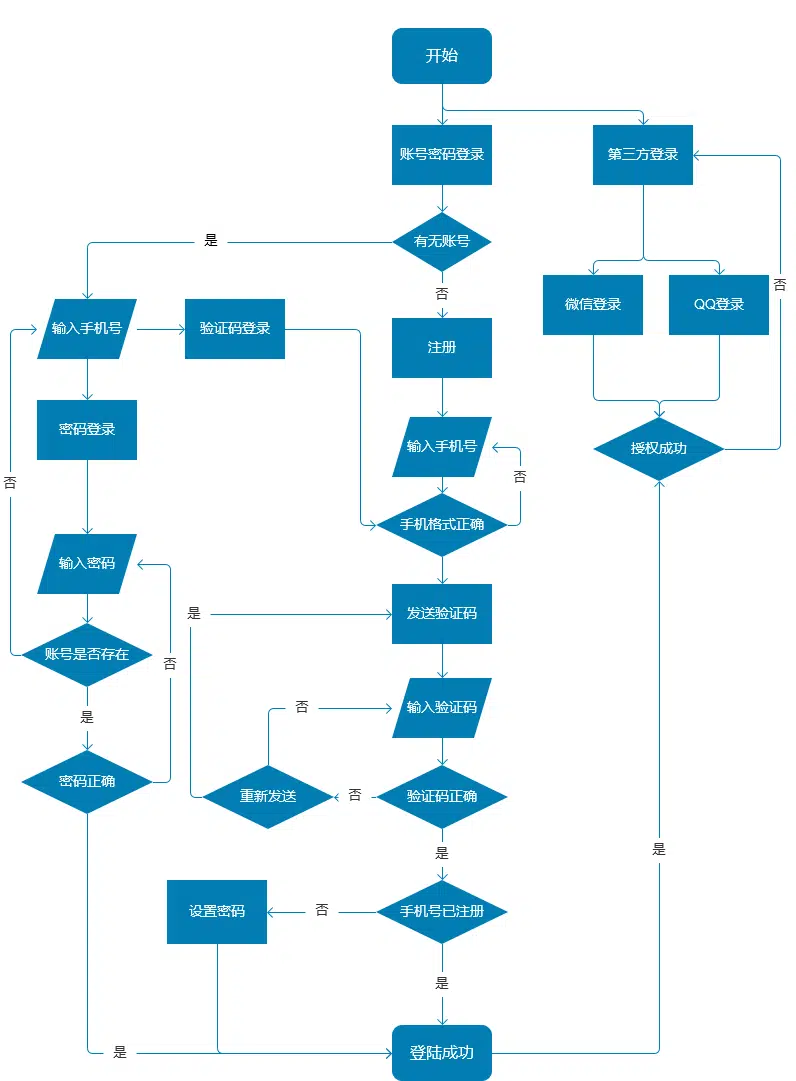 开始
账号密码登录
第三方登录
是
有无账号
否
微信登录
QQ登录
否
输入手机号
验证码登录
注册
密码登录
输入手机号
授权成功
否
否
手机格式正确
输入密码
是
发送验证码
账号是否存在
否
是
否
输入验证码
密码正确
重新发送
否
验证码正确
是
是
设置密码
否
手机号已注册
是
是
登陆成功